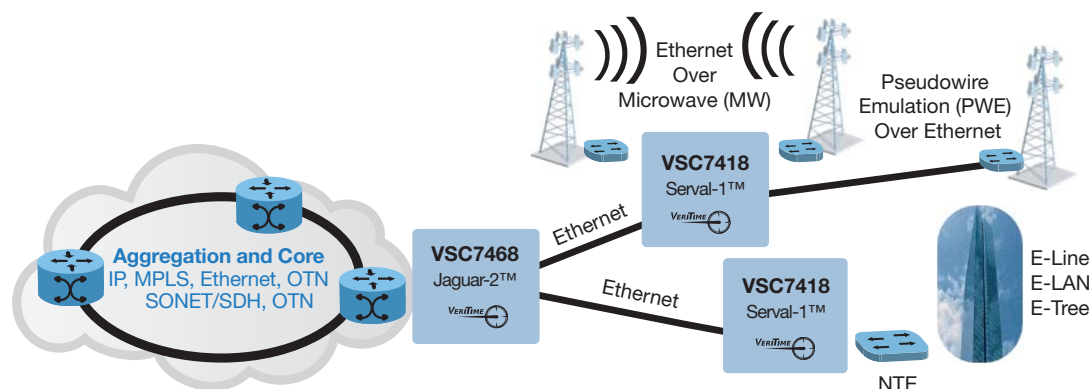 Ethernet
Over
Microwave (MW)
Pseudowire
Emulation (PWE)
Over Ethernet
VSC7418
Serval-1™
VERITIME
Ethernet
Aggregation and Core
IP, MPLS, Ethernet, OTN
SONET/SDH, OTN
VSC7468
Jaguar-2™
VERITIME
Ethernet
VSC7418
Serval-1™
VERITIME
E-Line
E-LAN
E-Tree
NTE